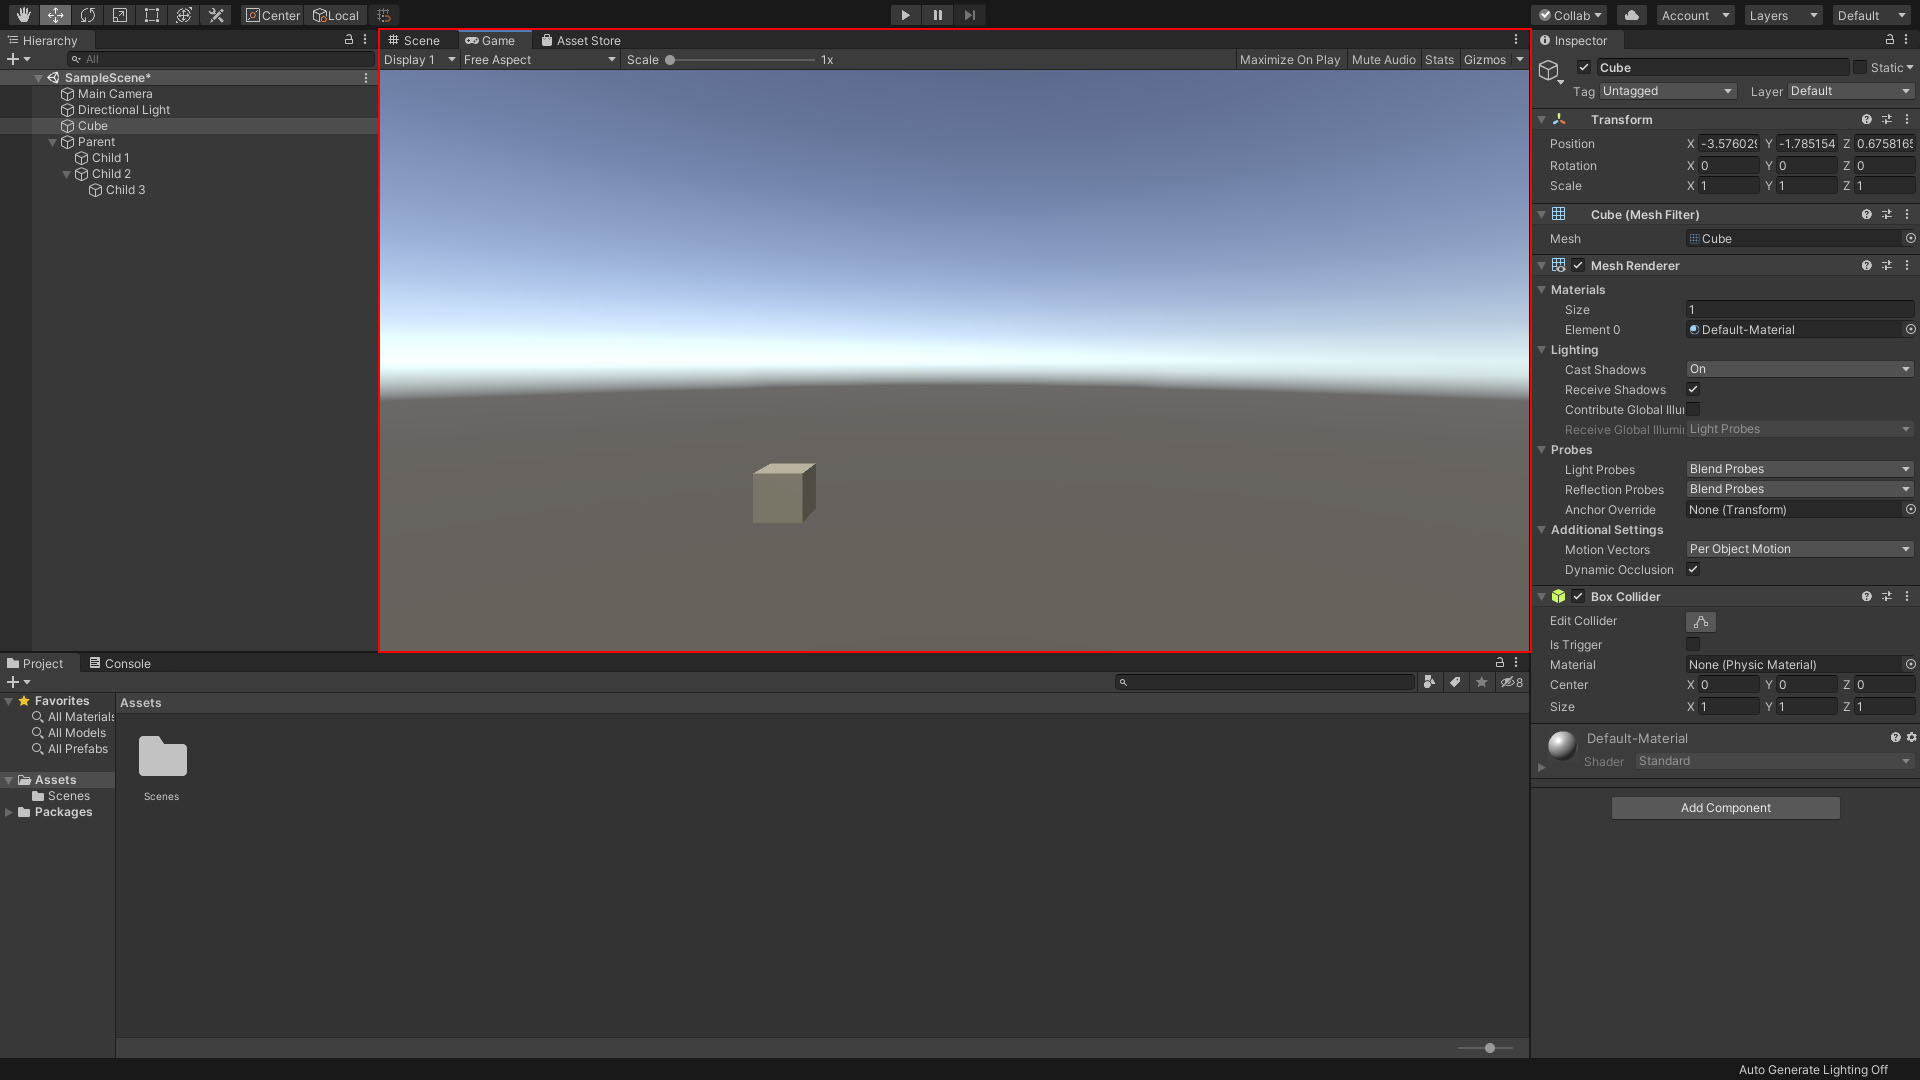 Center Local Collab Account Layers Default
Hierarchy
All
SampleScene*
Main Camera
Directional Light
Cube
Parent
Child 1
Child 2
Child 3
Scene Game Asset Store
Display 1 Free Aspect Scale 1x Maximize On Play Mute Audio Stats Gizmos
Project Console
8
Favorites
All Materials
All Models
All Prefabs
Assets
Scenes
Packages
Assets
Scenes
Inspector
Cube Static
Tag Untagged Layer Default
Transform
Position X -3.576029 Y -1.785154 Z 0.6758165
Rotation X 0 Y 0 Z 0
Scale X 1 Y 1 Z 1
Cube (Mesh Filter)
Mesh Cube
Mesh Renderer
Materials
Size 1
Element 0 Default-Material
Lighting
Cast Shadows On
Receive Shadows
Contribute Global Illu
Receive Global Illumi Light Probes
Probes
Light Probes Blend Probes
Reflection Probes Blend Probes
Anchor Override None (Transform)
Additional Settings
Motion Vectors Per Object Motion
Dynamic Occlusion
Box Collider
Edit Collider
Is Trigger
Material None (Physic Material)
Center X 0 Y 0 Z 0
Size X 1 Y 1 Z 1
Default-Material
Shader Standard
Add Component
Auto Generate Lighting Off